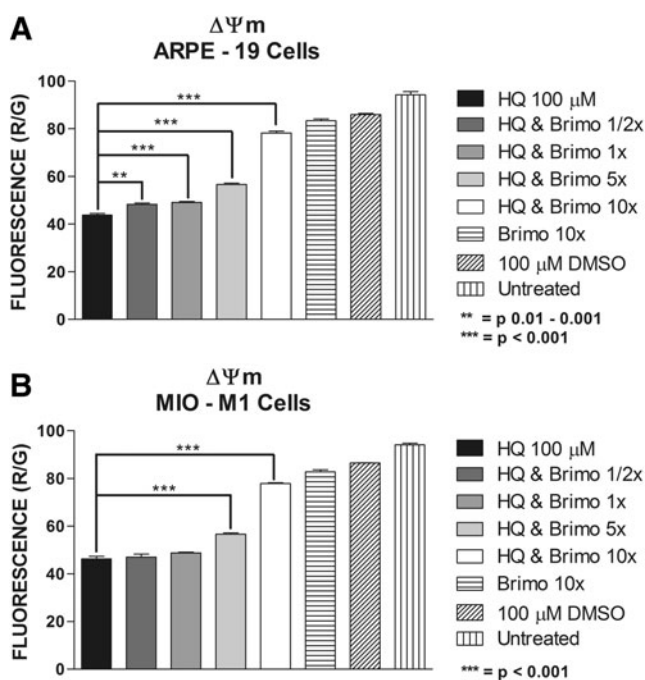 A
ΔΨm
ARPE - 19 Cells
FLUORESCENCE (R/G)
100
80
60
40
20
0
***
***
***
**
HQ 100 μM
HQ & Brimo 1/2x
HQ & Brimo 1x
HQ & Brimo 5x
HQ & Brimo 10x
Brimo 10x
100 μM DMSO
Untreated
** = p 0.01 - 0.001
*** = p < 0.001
B
ΔΨm
MIO - M1 Cells
FLUORESCENCE (R/G)
100
80
60
40
20
0
***
***
HQ 100 μM
HQ & Brimo 1/2x
HQ & Brimo 1x
HQ & Brimo 5x
HQ & Brimo 10x
Brimo 10x
100 μM DMSO
Untreated
*** = p < 0.001